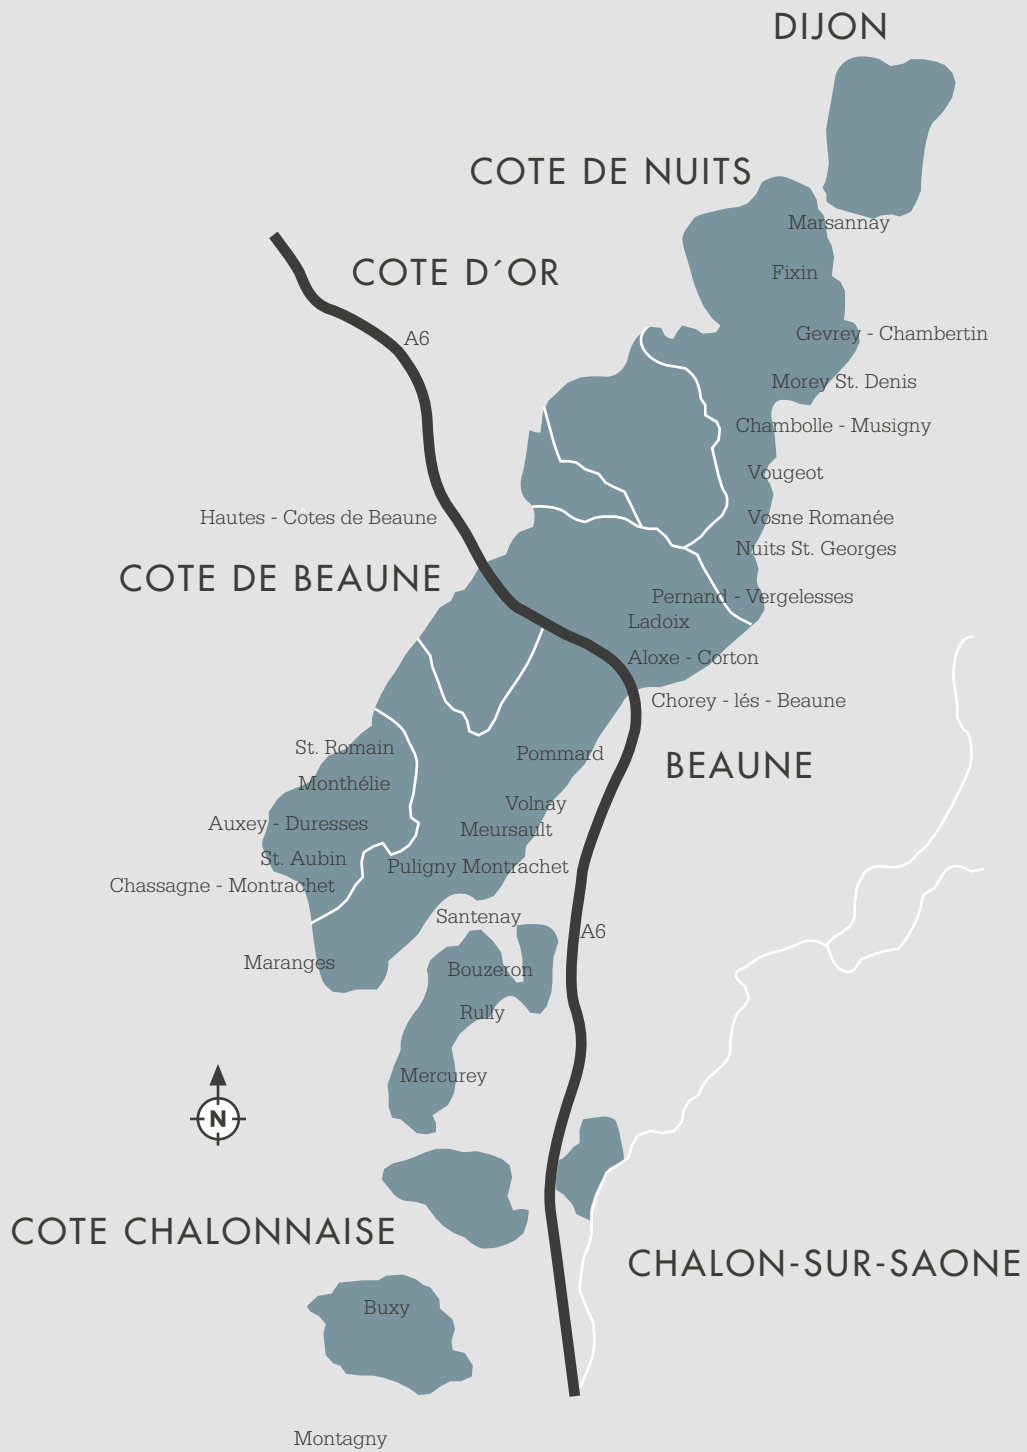 DIJON
COTE DE NUITS
Marsannay
COTE D´OR
Fixin
A6
Gevrey - Chambertin
Morey St. Denis
Chambolle - Musigny
Vougeot
Hautes - Côtes de Beaune
Vosne Romanée
Nuits St. Georges
COTE DE BEAUNE
Pernand - Vergelesses
Ladoix
Aloxe - Corton
Chorey - lés - Beaune
St. Romain
Pommard
BEAUNE
Monthélie
Volnay
Auxey - Duresses
Meursault
St. Aubin
Puligny Montrachet
Chassagne - Montrachet
Santenay
A6
Maranges
Bouzeron
Rully
Mercurey
N
COTE CHALONNAISE
CHALON-SUR-SAONE
Buxy
Montagny